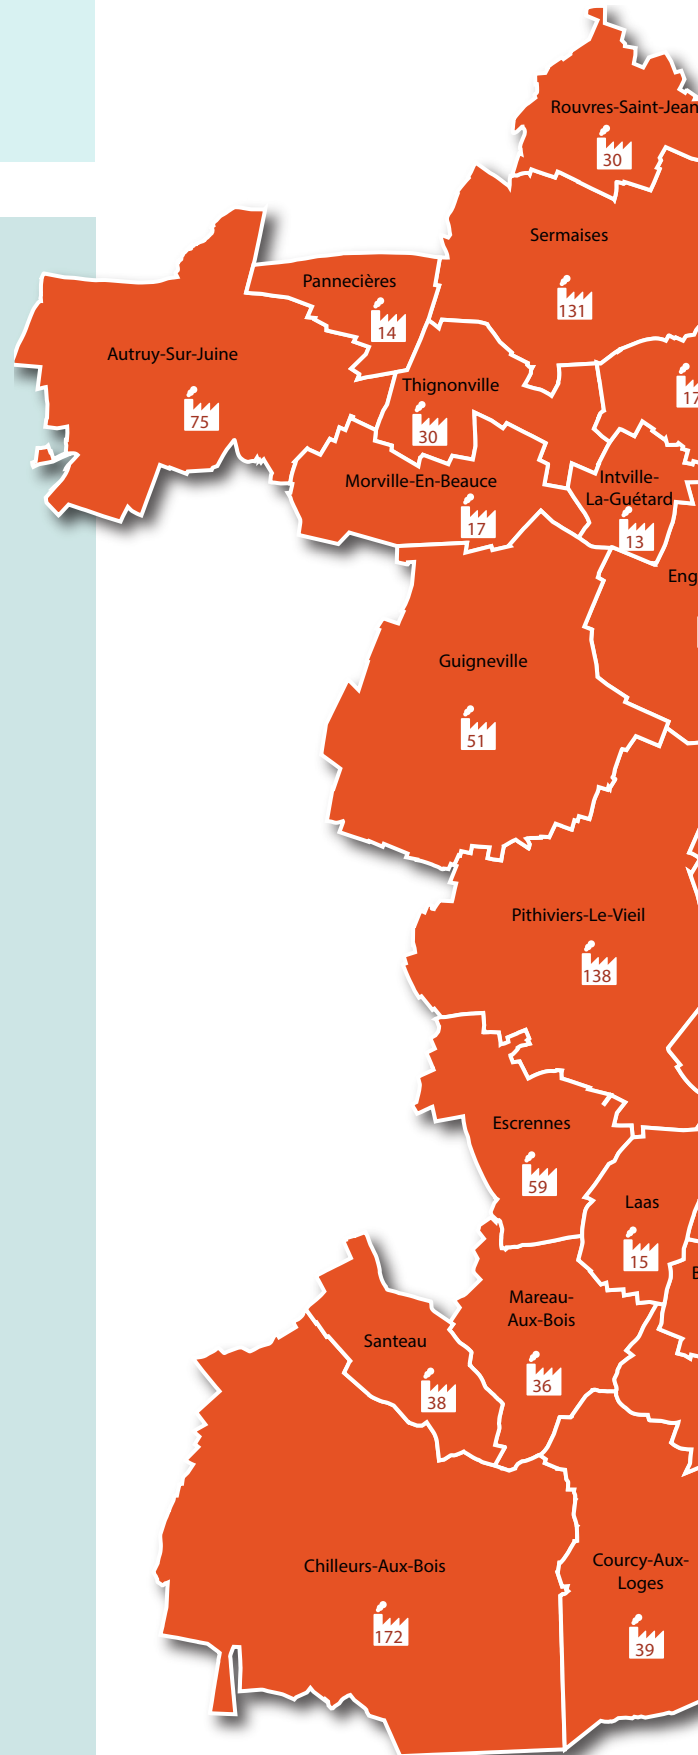 Rouvres-Saint-Jean
30
Sermaises
131
Pannecières
14
Autruy-Sur-Juine
75
Thignonville
30
17
Morville-En-Beauce
17
Intville-
La-Guétard
13
Eng
Guigneville
51
Pithiviers-Le-Vieil
138
Escrennes
59
Laas
15
Mareau-
Aux-Bois
36
Santeau
38
Chilleurs-Aux-Bois
172
Courcy-Aux-
Loges
39